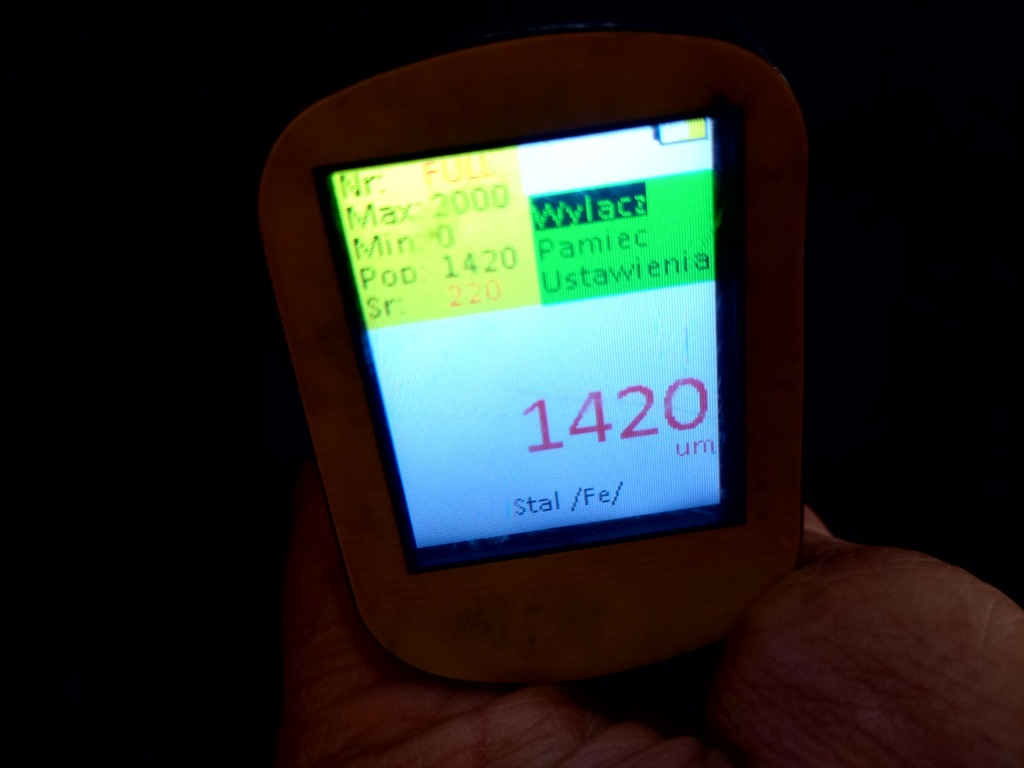 Nr: FULL
Max: 2000
Min: 0
Pop: 1420
Sr: 220
Wylacz
Pamiec
Ustawienia
1420
um
Stal /Fe/